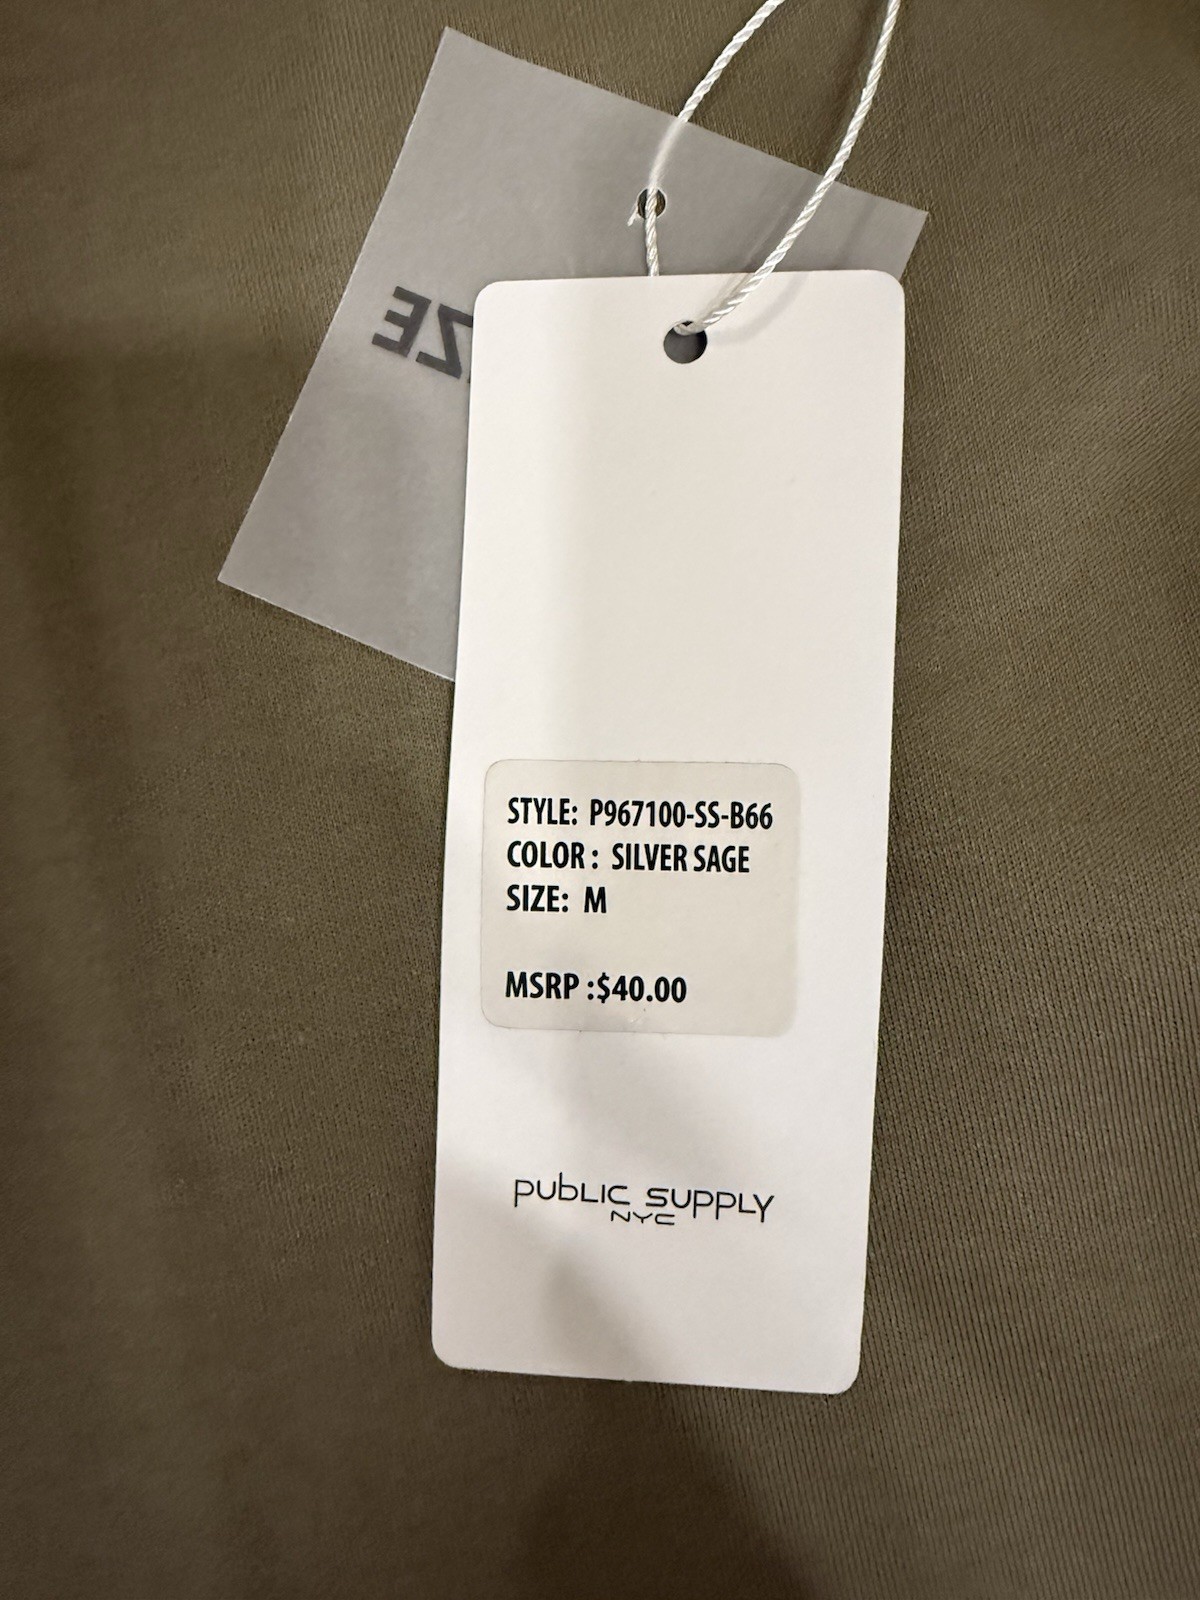 STYLE: P967100-SS-B66
COLOR : SILVER SAGE
SIZE: M
MSRP :$40.00
PUBLIC SUPPLY
NYC